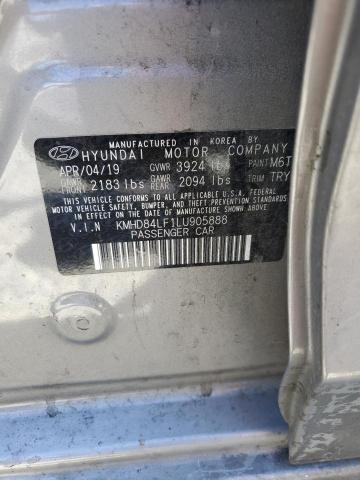 MANUFACTURED IN KOREA BY
HYUNDAI MOTOR COMPANY
APR/04/19 GVWR 3924 lbs PAINT M6T
GAWR FRONT 2183 lbs GAWR REAR 2094 lbs TRIM TRY
THIS VEHICLE CONFORMS TO ALL APPLICABLE U.S.A. FEDERAL
MOTOR VEHICLE SAFETY, BUMPER, AND THEFT PREVENTION
STANDARDS IN EFFECT ON THE DATE OF MANUFACTURE SHOWN ABOVE.
V.I.N KMHD84LF1LU905888
PASSENGER CAR